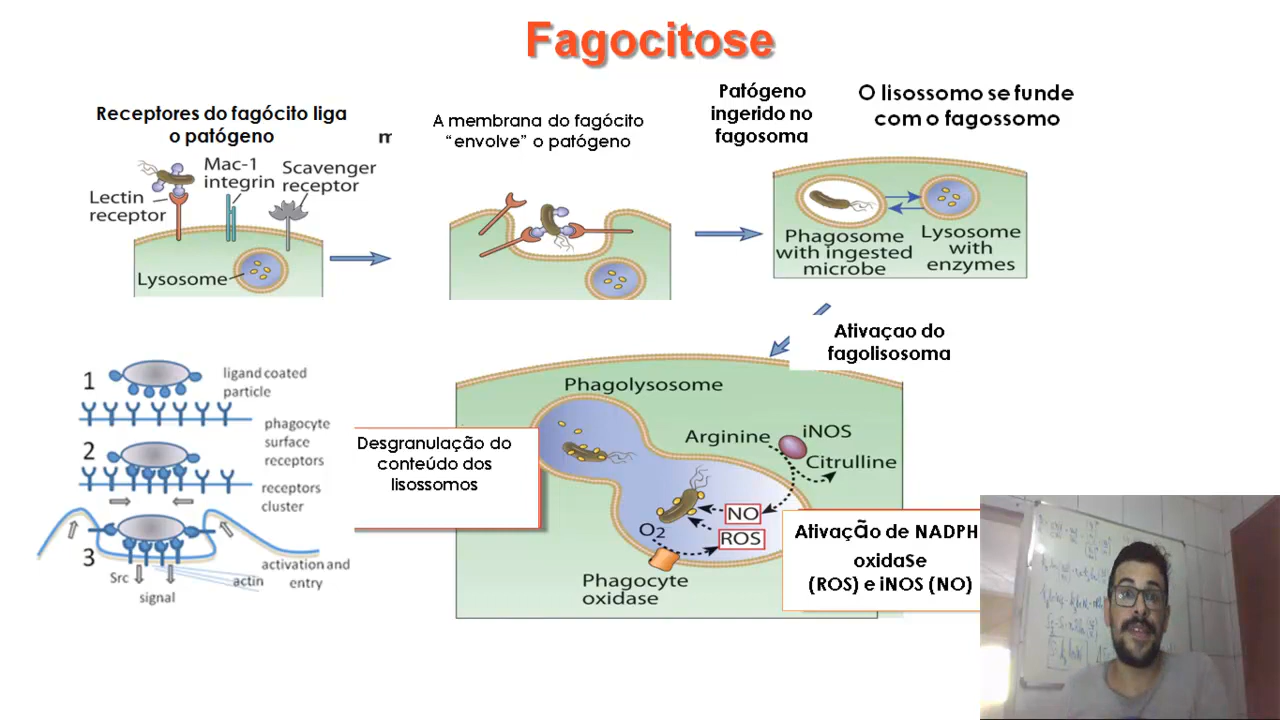 Fagocitose
Receptores do fagócito liga
o patógeno
m
A membrana do fagócito
“envolve” o patógeno
Patógeno
ingerido no
fagosoma
O lisossomo se funde
com o fagossomo
Lectin
receptor
Mac-1
integrin
Scavenger
receptor
Lysosome
Phagosome
with ingested
microbe
Lysosome
with
enzymes
Ativaçao do
fagolisosoma
1
ligand coated
particle
phagocyte
surface
receptors
2
receptors
cluster
3
activation and
entry
Src
signal
actin
Desgranulação do
conteúdo dos
lisossomos
Phagolysosome
Arginine
iNOS
Citrulline
NO
ROS
O2
Phagocyte
oxidase
Ativação de NADPH
oxidaSe
(ROS) e iNOS (NO)